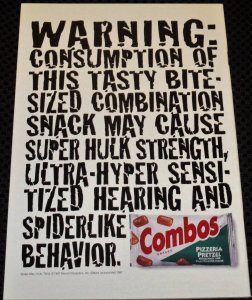 WARNING:
CONSUMPTION OF
THIS TASTY BITE-
SIZED COMBINATION
SNACK MAY CAUSE
SUPER HULK STRENGTH,
ULTRA-HYPER SENSI-
TIZED HEARING AND
SPIDERLIKE
BEHAVIOR.
Combos
SNACKS
PIZZERIA
PRETZEL